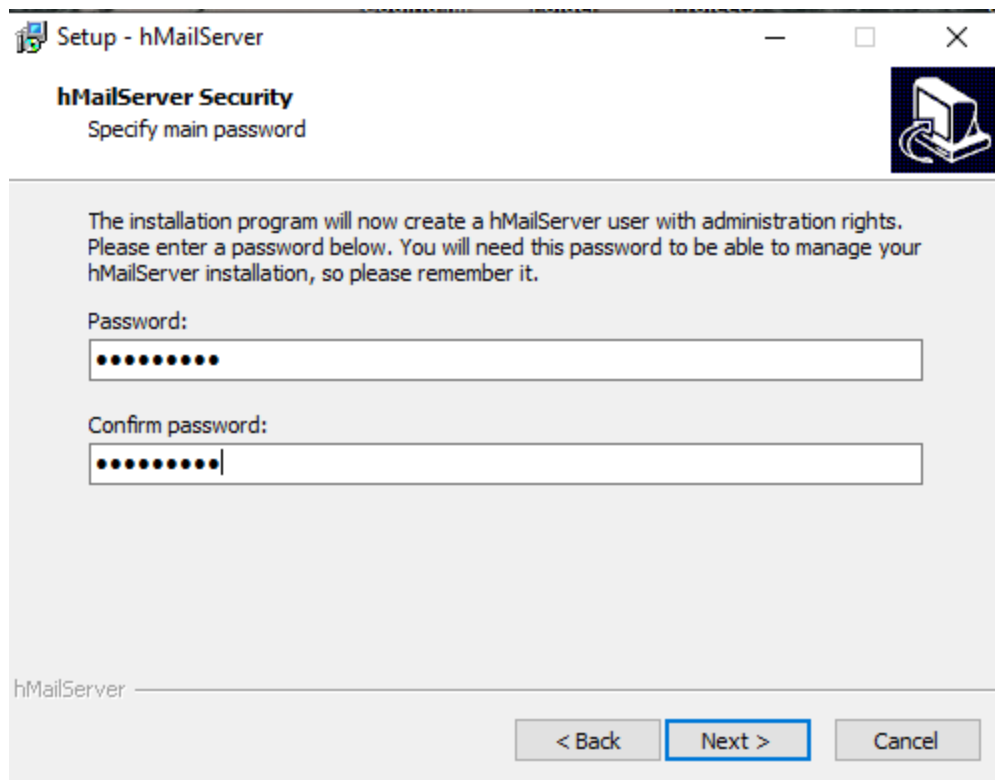 Setup - hMailServer
hMailServer Security
Specify main password
The installation program will now create a hMailServer user with administration rights.
Please enter a password below. You will need this password to be able to manage your
hMailServer installation, so please remember it.
Password:
●●●●●●●●●
Confirm password:
●●●●●●●●●
hMailServer
< Back
Next >
Cancel